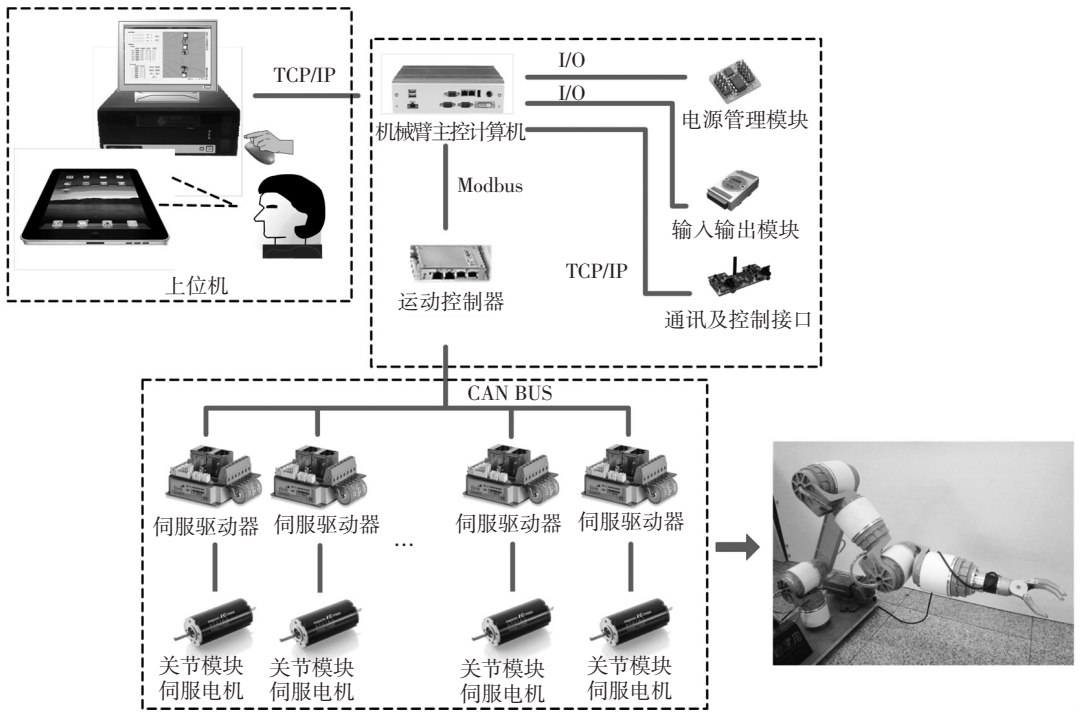 TCP/IP
上位机
机械臂主控计算机
I/O
I/O
电源管理模块
Modbus
输入输出模块
TCP/IP
运动控制器
通讯及控制接口
CAN BUS
伺服驱动器
伺服驱动器
...
伺服驱动器
伺服驱动器
关节模块
伺服电机
关节模块
伺服电机
关节模块
伺服电机
关节模块
伺服电机